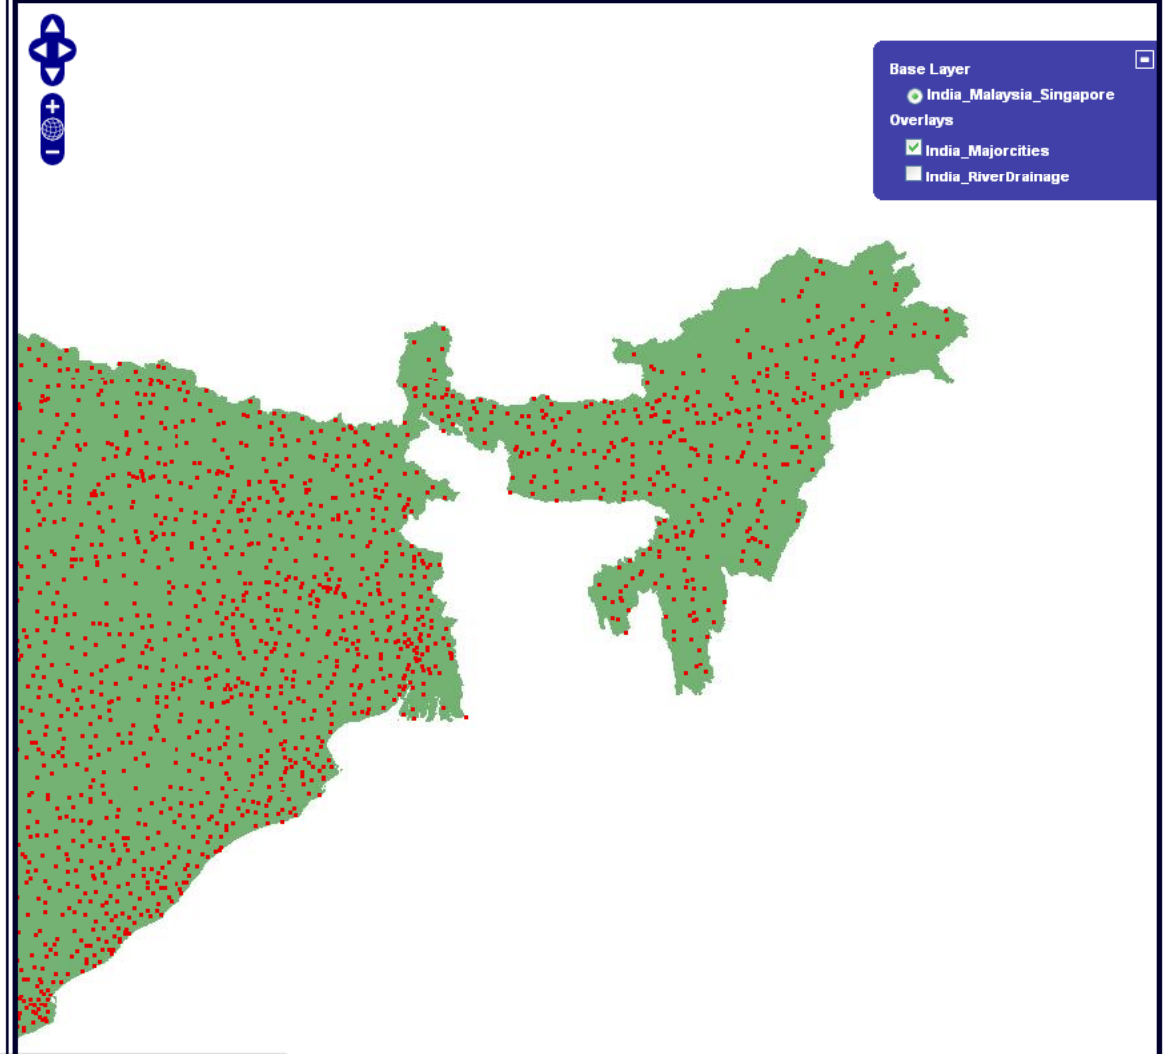 Base Layer
India_Malaysia_Singapore
Overlays
India_Majorcities
India_RiverDrainage